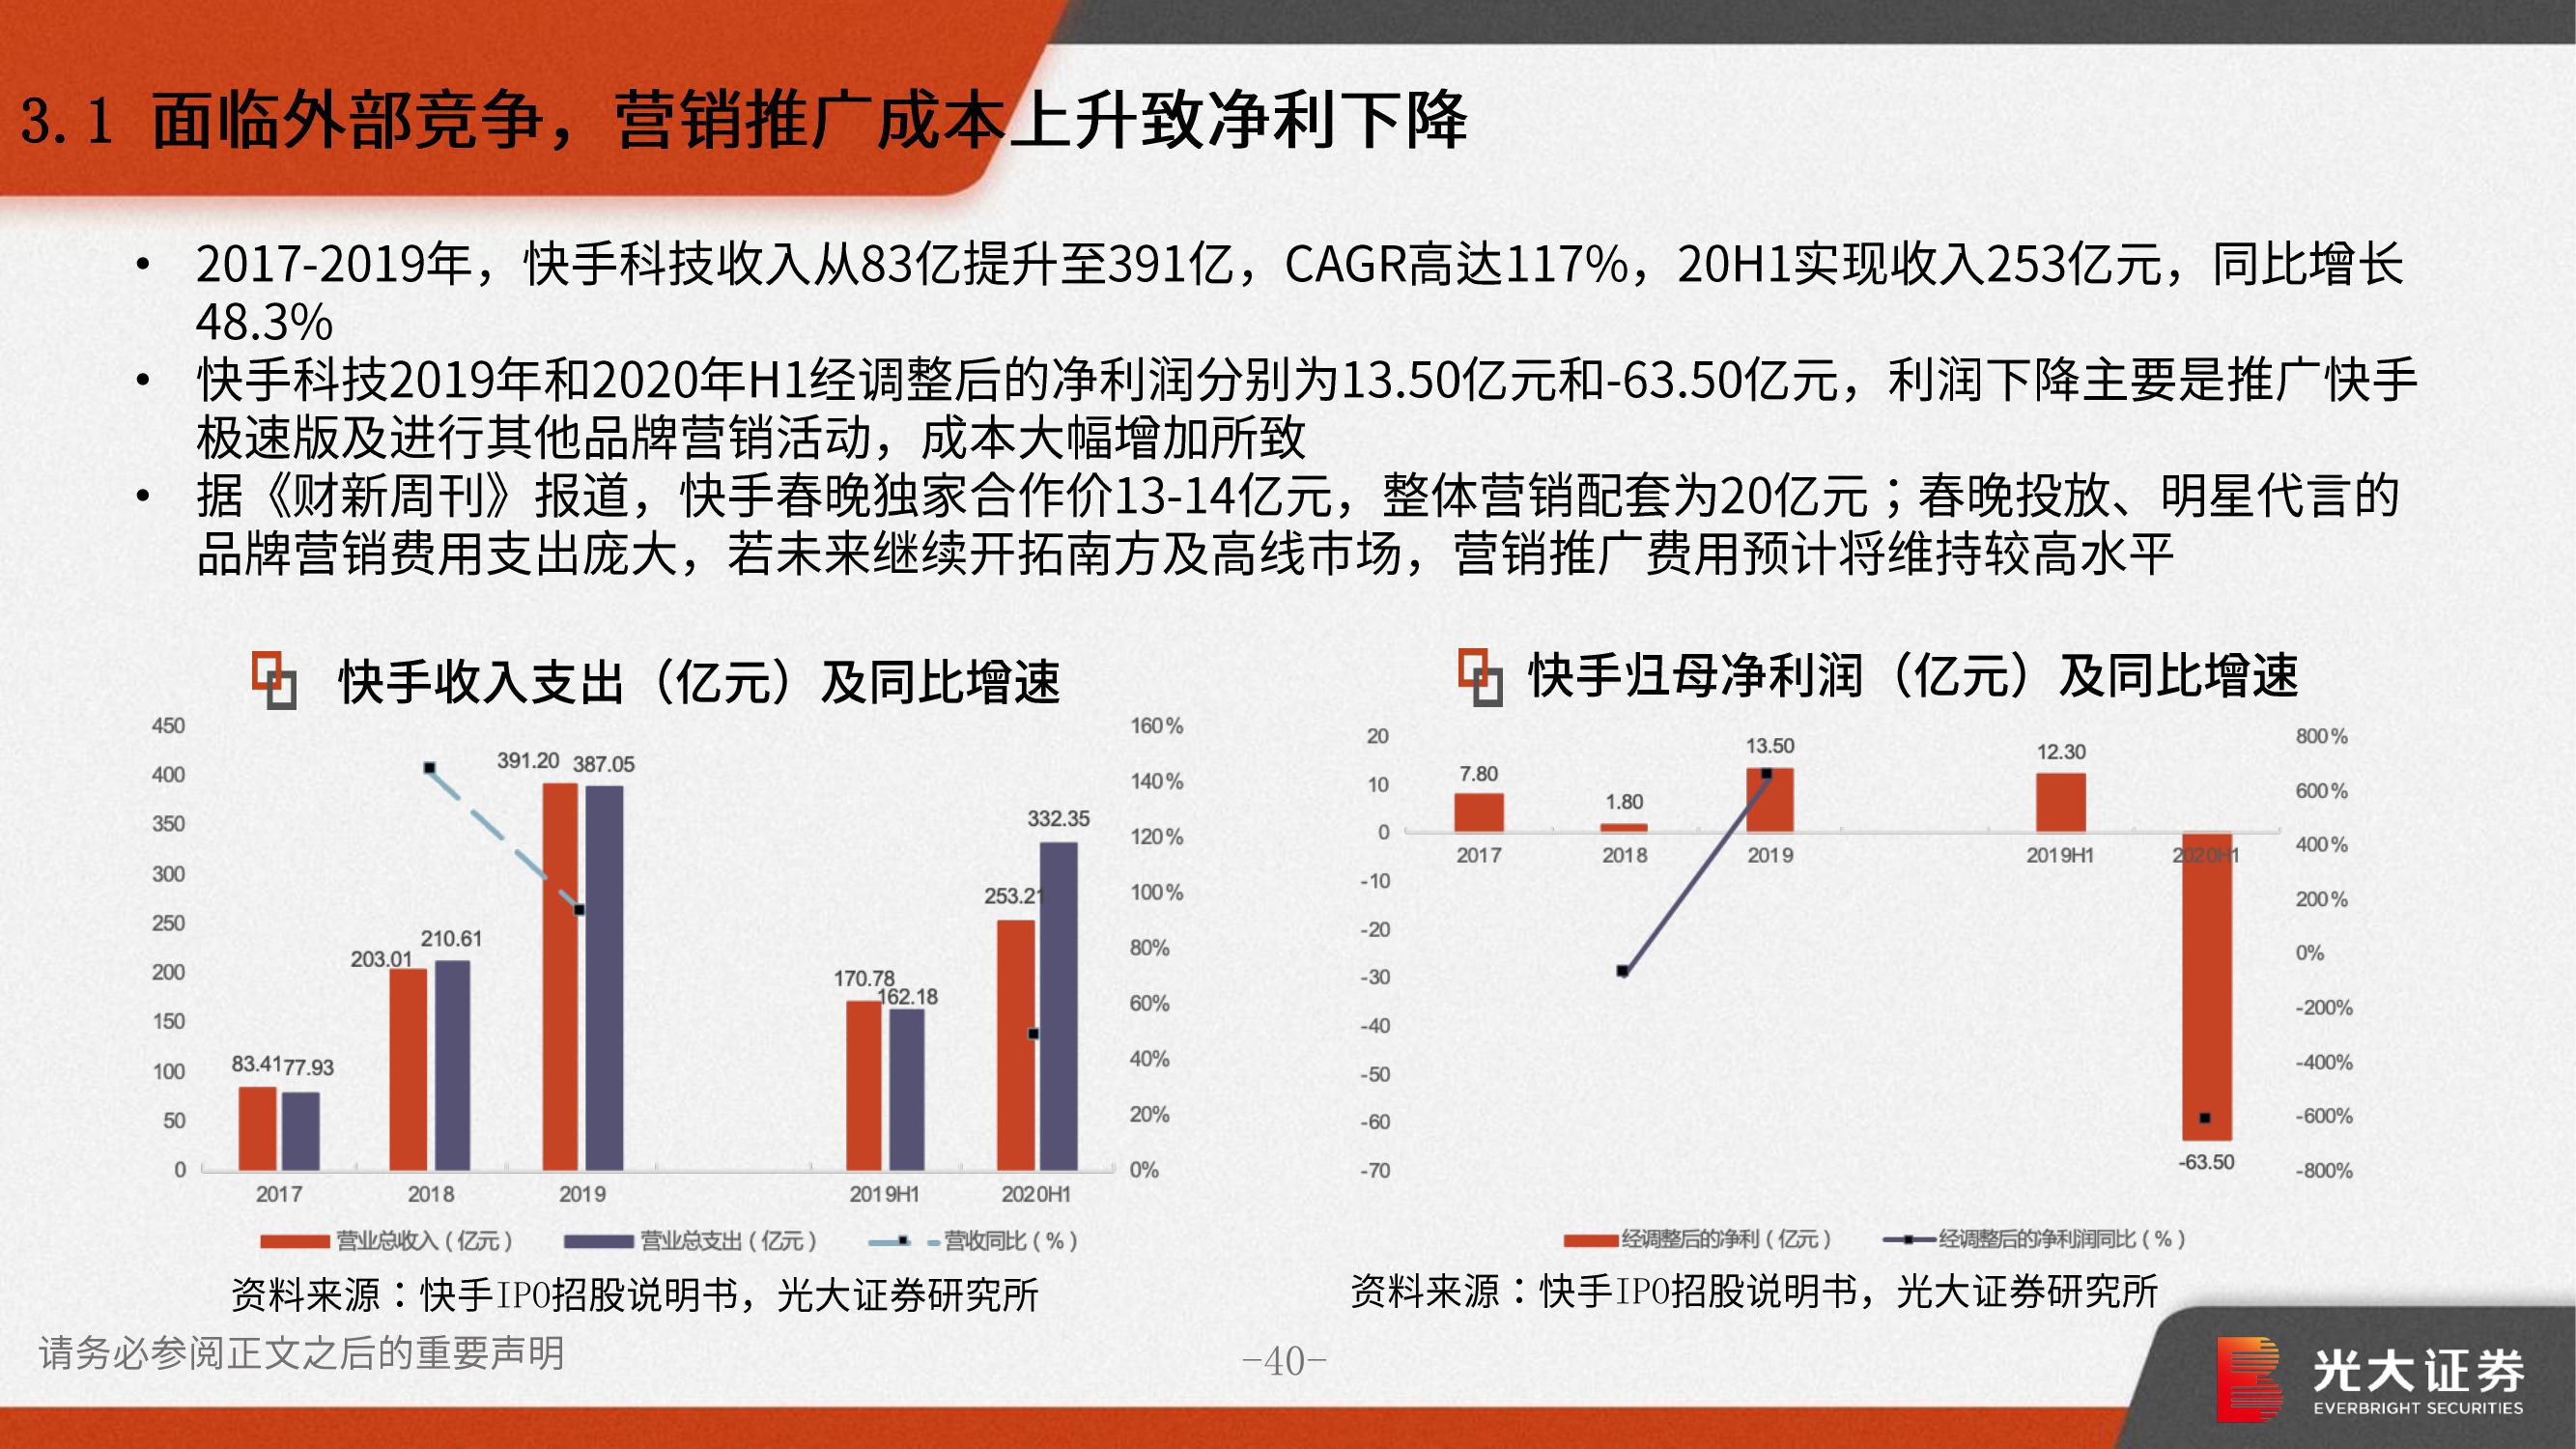 3.1 面临外部竞争，营销推广成本上升致净利下降
• 2017-2019年，快手科技收入从83亿提升至391亿，CAGR高达117%，20H1实现收入253亿元，同比增长
48.3%
• 快手科技2019年和2020年H1经调整后的净利润分别为13.50亿元和-63.50亿元，利润下降主要是推广快手
极速版及进行其他品牌营销活动，成本大幅增加所致
• 据《财新周刊》报道，快手春晚独家合作价13-14亿元，整体营销配套为20亿元；春晚投放、明星代言的
品牌营销费用支出庞大，若未来继续开拓南方及高线市场，营销推广费用预计将维持较高水平
快手收入支出（亿元）及同比增速
450
400
350
300
250
200
150
100
50
0
160%
140%
120%
100%
80%
60%
40%
20%
0%
83.41
77.93
203.01
210.61
391.20
387.05
170.78
162.18
253.21
332.35
2017
2018
2019
2019H1
2020H1
营业总收入（亿元）
营业总支出（亿元）
营收同比（%）
资料来源：快手IPO招股说明书，光大证券研究所
快手归母净利润（亿元）及同比增速
20
10
0
-10
-20
-30
-40
-50
-60
-70
800%
600%
400%
200%
0%
-200%
-400%
-600%
-800%
7.80
1.80
13.50
12.30
-63.50
2017
2018
2019
2019H1
2020H1
经调整后的净利（亿元）
经调整后的净利润同比（%）
资料来源：快手IPO招股说明书，光大证券研究所
请务必参阅正文之后的重要声明
-40-
光大证券
EVERBRIGHT SECURITIES